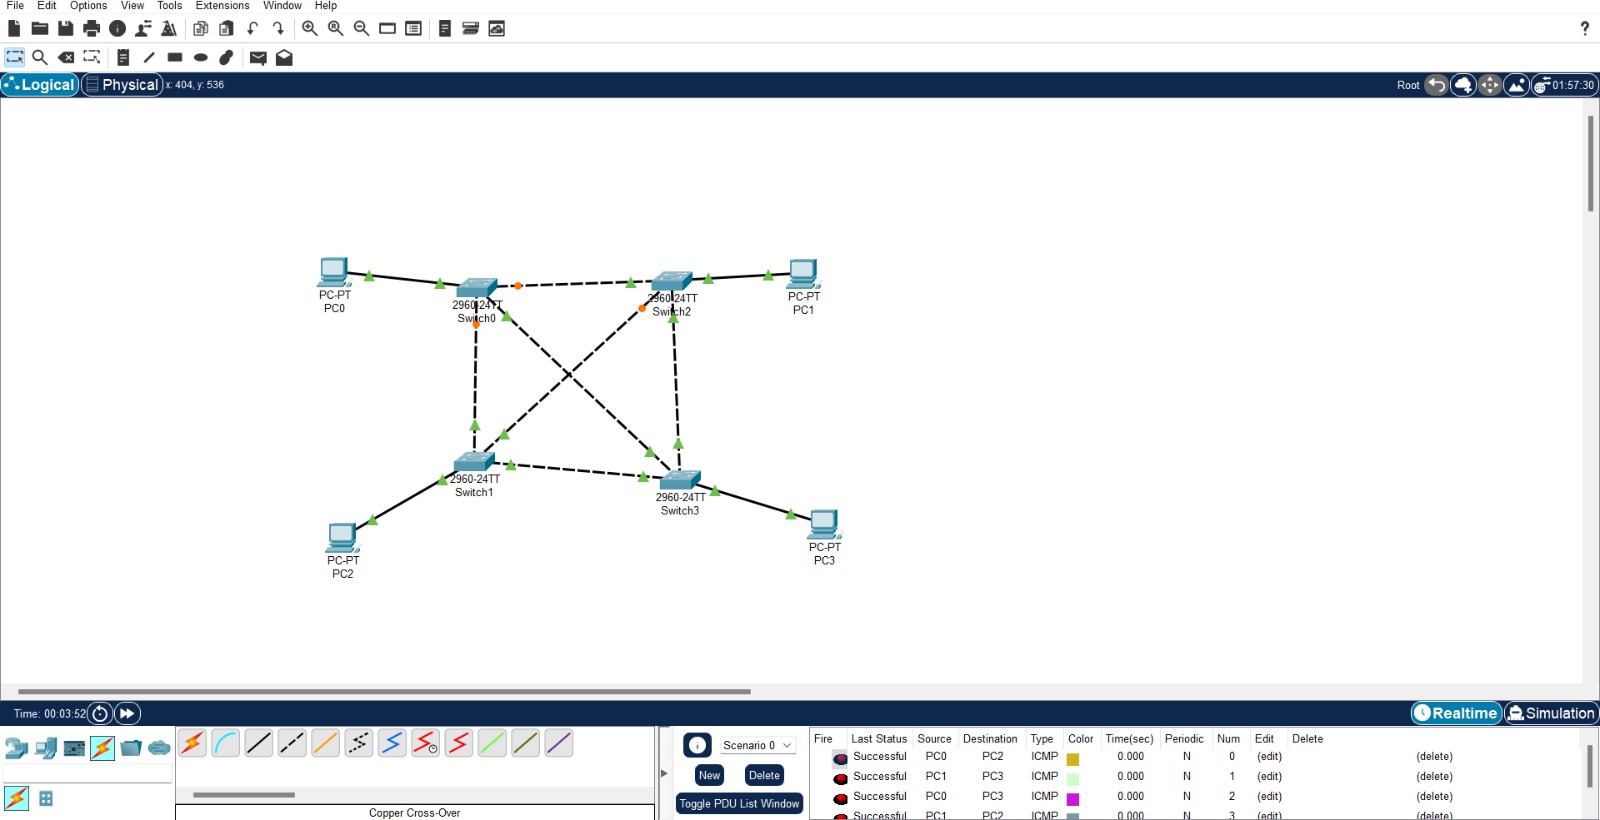 File Edit Options View Tools Extensions Window Help
?
Logical Physical x: 404, y: 536 Root 01:57:30
PC-PT
PC0
2960-24TT
Switch0
2960-24TT
Switch2
PC-PT
PC1
2960-24TT
Switch1
2960-24TT
Switch3
PC-PT
PC2
PC-PT
PC3
Time: 00:03:52 Realtime Simulation
Scenario 0
New Delete
Toggle PDU List Window
Copper Cross-Over
Fire Last Status Source Destination Type Color Time(sec) Periodic Num Edit Delete
Successful PC0 PC2 ICMP 0.000 N 0 (edit) (delete)
Successful PC1 PC3 ICMP 0.000 N 1 (edit) (delete)
Successful PC0 PC3 ICMP 0.000 N 2 (edit) (delete)
Successful PC1 PC2 ICMP 0.000 N 3 (edit) (delete)